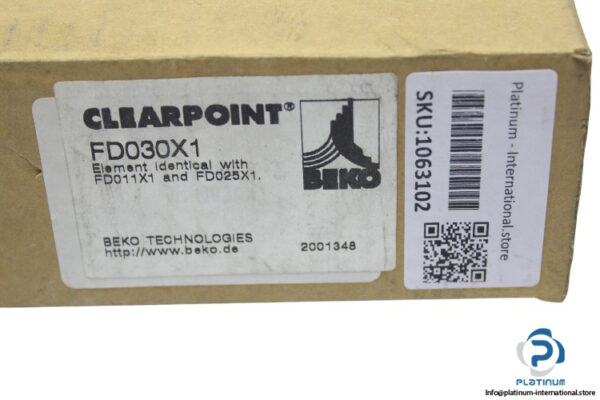 CLEARPOINT®
FD030X1
Element identical with
FD011X1 and FD025X1.
BEKO
BEKO TECHNOLOGIES
http://www.beko.de
2001348
SKU:1063102
Platinum - International.store
PLATINUM
Info@platinum-international.store